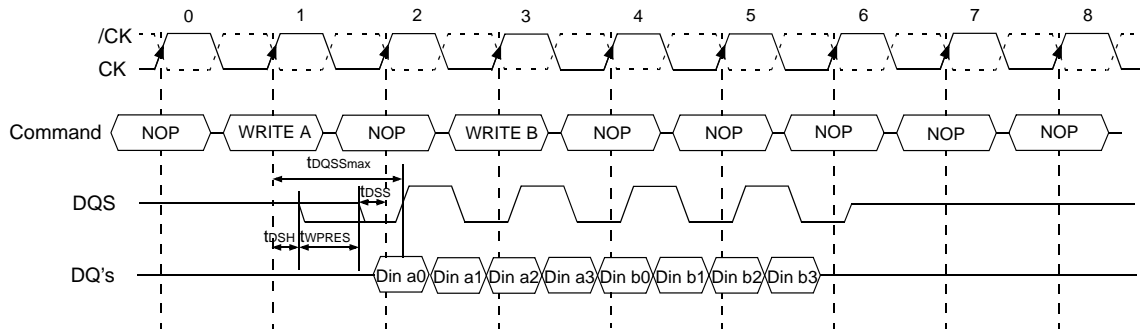 0 1 2 3 4 5 6 7 8
/CK
CK
Command NOP WRITE A NOP WRITE B NOP NOP NOP NOP NOP
tDQSSmax
tDSS
DQS
tDSH tWPRES
DQ's Din a0 Din a1 Din a2 Din a3 Din b0 Din b1 Din b2 Din b3